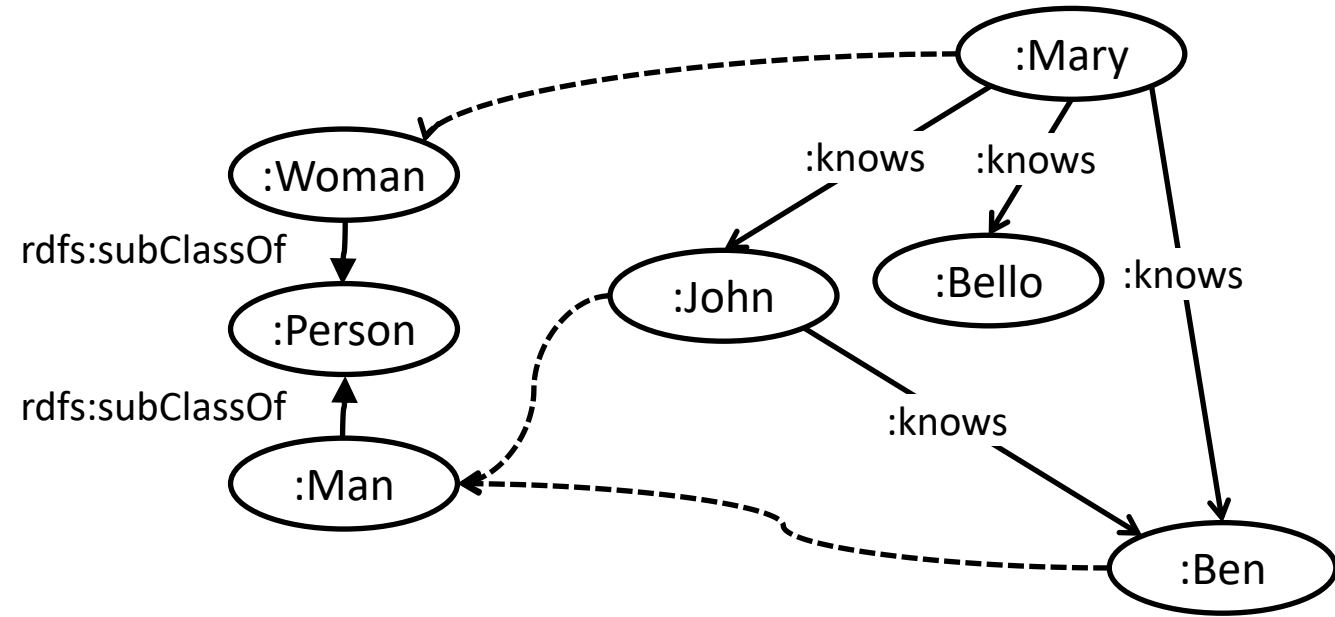 :Mary
:knows
:knows
:Woman
rdfs:subClassOf
:knows
:Bello
:John
:Person
rdfs:subClassOf
:knows
:Man
:Ben